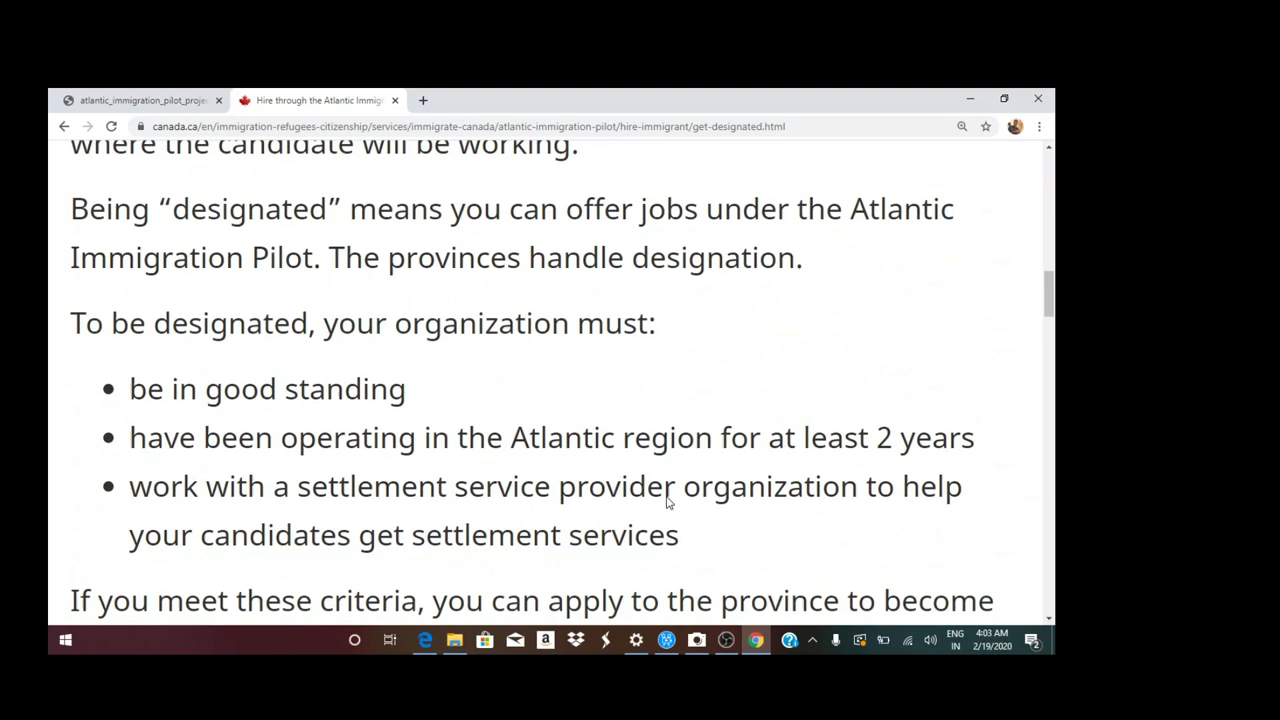 atlantic_immigration_pilot_projec
Hire through the Atlantic Immigr
canada.ca/en/immigration-refugees-citizenship/services/immigrate-canada/atlantic-immigration-pilot/hire-immigrant/get-designated.html
where the candidate will be working.
Being “designated” means you can offer jobs under the Atlantic
Immigration Pilot. The provinces handle designation.
To be designated, your organization must:
• be in good standing
• have been operating in the Atlantic region for at least 2 years
• work with a settlement service provider organization to help
your candidates get settlement services
If you meet these criteria, you can apply to the province to become
ENG
IN
4:03 AM
2/19/2020
2